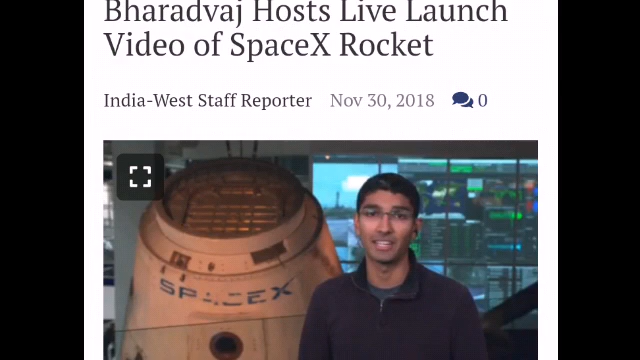 Bharadvaj Hosts Live Launch
Video of SpaceX Rocket
India-West Staff Reporter Nov 30, 2018 0
SPACEX